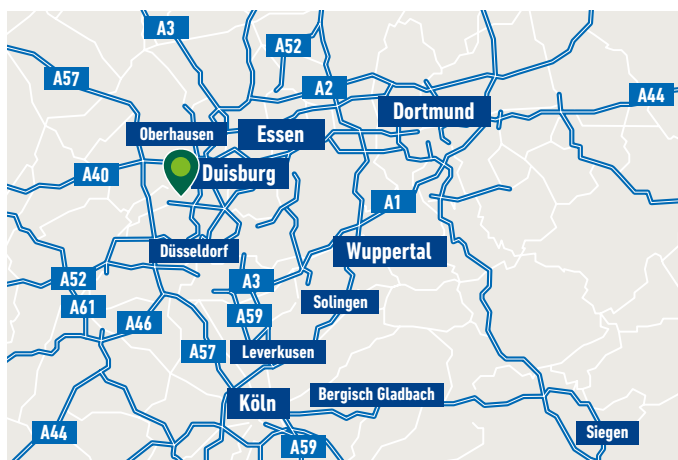 A3
A52
A57
A2
A44
Dortmund
Oberhausen
Essen
Duisburg
A40
A1
Düsseldorf
Wuppertal
A52
A3
Solingen
A61
A46
A59
A57
Leverkusen
Bergisch Gladbach
Köln
A44
Siegen
A59